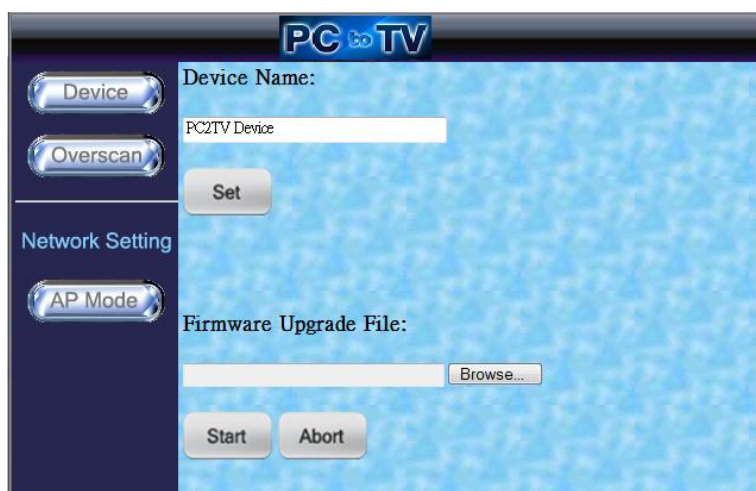 PC to TV
Device
Overscan
Network Setting
AP Mode
Device Name:
PC2TV Device
Set
Firmware Upgrade File:
Browse...
Start Abort